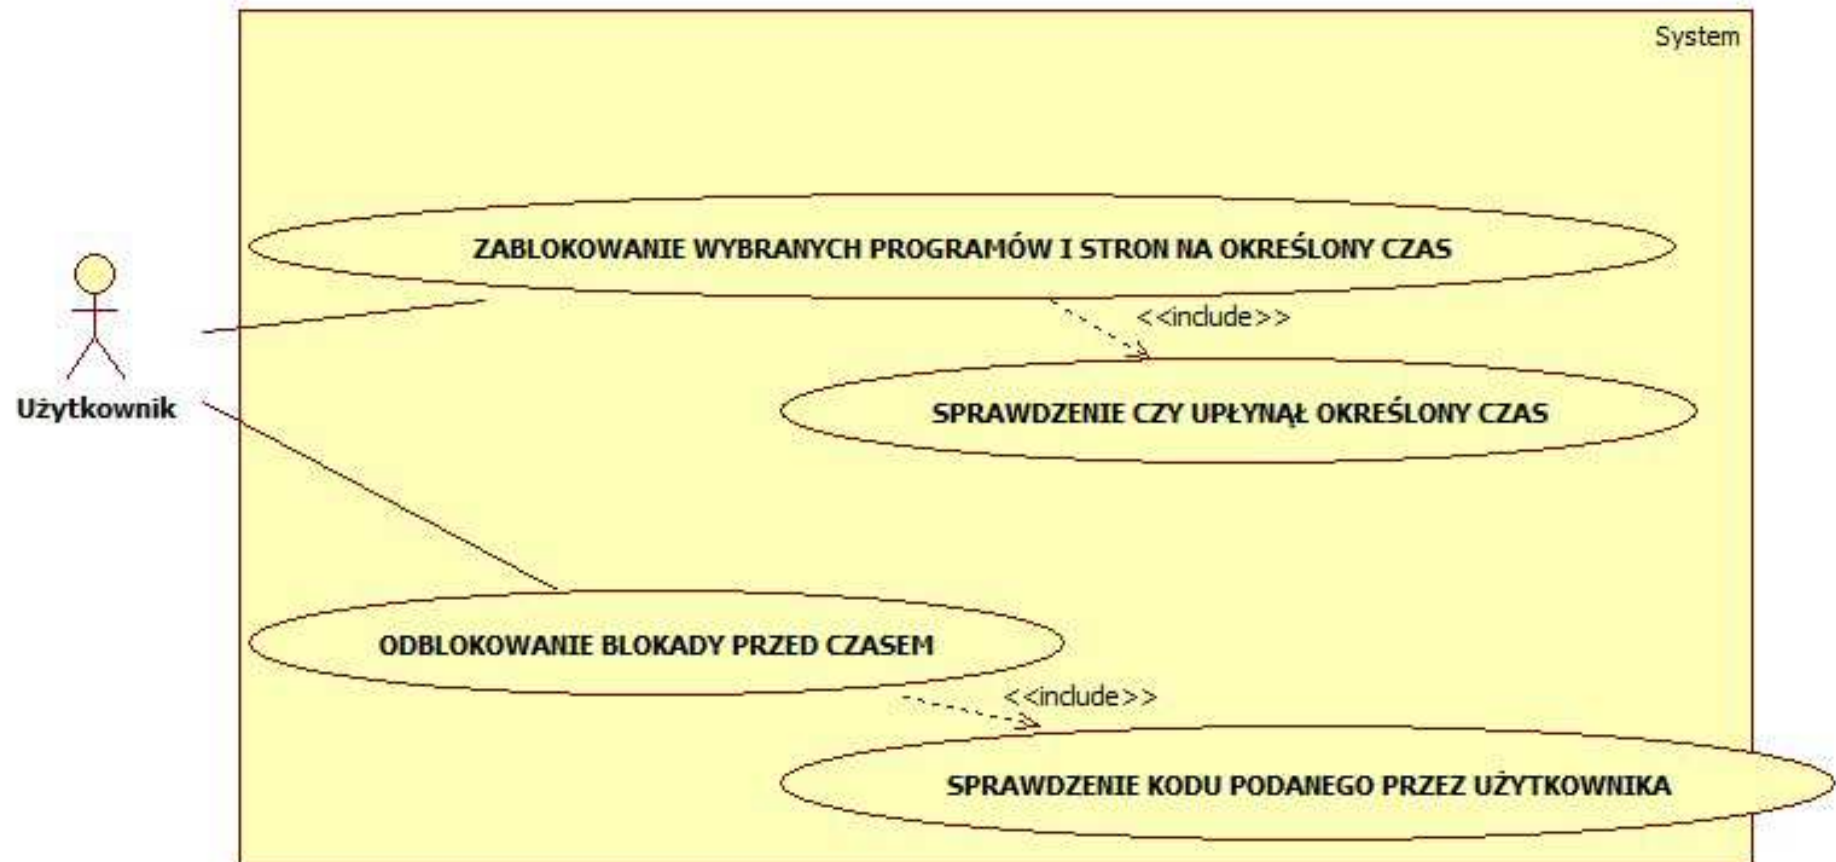 System
ZABLOKOWANIE WYBRANYCH PROGRAMÓW I STRON NA OKREŚLONY CZAS
<<include>>
Użytkownik
SPRAWDZENIE CZY UPŁYNĄŁ OKREŚLONY CZAS
ODBLOKOWANIE BLOKADY PRZED CZASEM
<<include>>
SPRAWDZENIE KODU PODANEGO PRZEZ UŻYTKOWNIKA